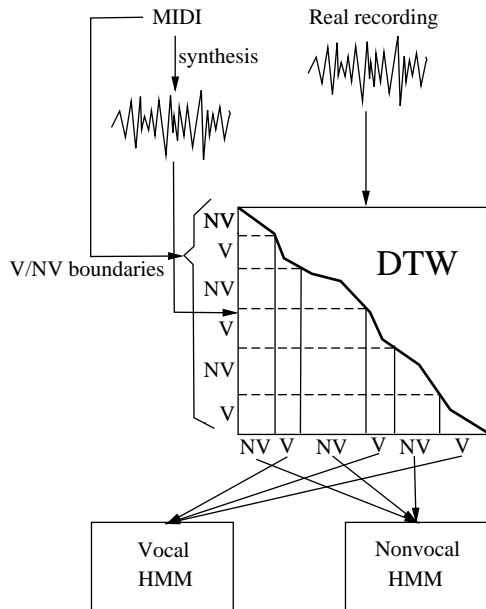 MIDI
Real recording
synthesis
NV
V
V/NV boundaries
DTW
NV
V
NV
V
NV V NV V NV V
Vocal
HMM
Nonvocal
HMM